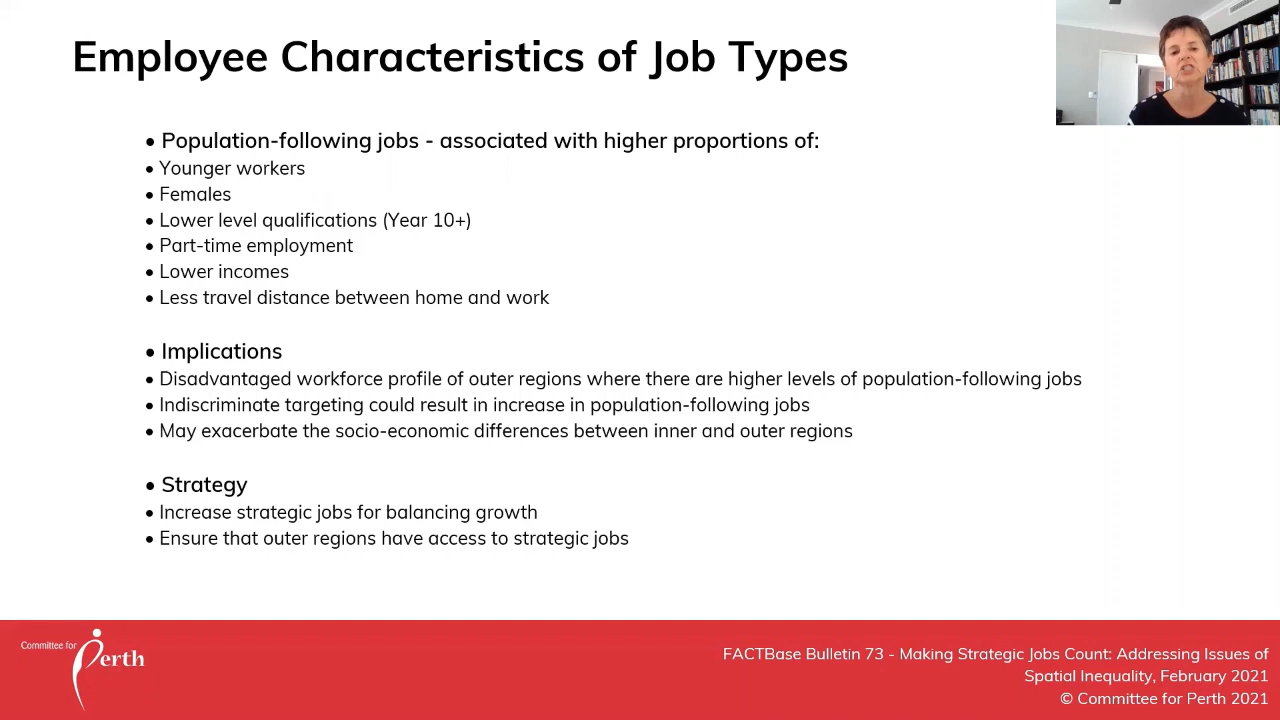 Employee Characteristics of Job Types
• Population-following jobs - associated with higher proportions of:
• Younger workers
• Females
• Lower level qualifications (Year 10+)
• Part-time employment
• Lower incomes
• Less travel distance between home and work
• Implications
• Disadvantaged workforce profile of outer regions where there are higher levels of population-following jobs
• Indiscriminate targeting could result in increase in population-following jobs
• May exacerbate the socio-economic differences between inner and outer regions
• Strategy
• Increase strategic jobs for balancing growth
• Ensure that outer regions have access to strategic jobs
Committee for
Perth
FACTBase Bulletin 73 - Making Strategic Jobs Count: Addressing Issues of
Spatial Inequality, February 2021
© Committee for Perth 2021